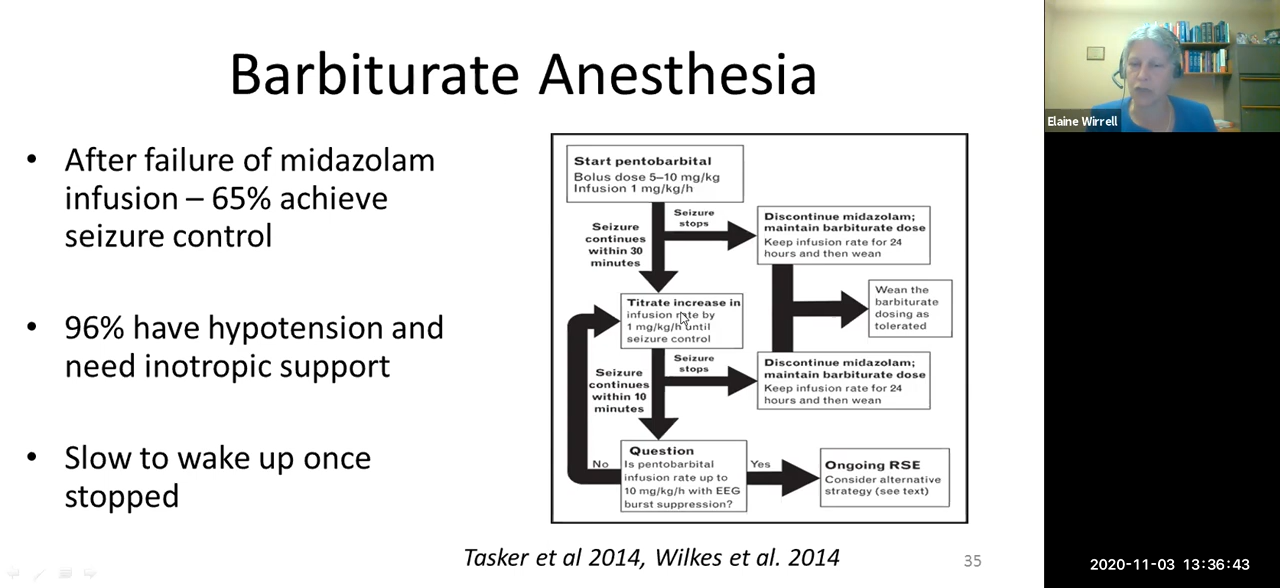 Barbiturate Anesthesia
• After failure of midazolam
infusion – 65% achieve
seizure control
• 96% have hypotension and
need inotropic support
• Slow to wake up once
stopped
Start pentobarbital
Bolus dose 5–10 mg/kg
Infusion 1 mg/kg/h
Seizure
continues
within 30
minutes
Seizure
stops
Discontinue midazolam;
maintain barbiturate dose
Keep infusion rate for 24
hours and then wean
Titrate increase in
infusion rate by
1 mg/kg/h until
seizure control
Wean the
barbiturate
dosing as
tolerated
Seizure
continues
within 10
minutes
Seizure
stops
Discontinue midazolam;
maintain barbiturate dose
Keep infusion rate for 24
hours and then wean
No
Question
Is pentobarbital
infusion rate up to
10 mg/kg/h with EEG
burst suppression?
Yes
Ongoing RSE
Consider alternative
strategy (see text)
Tasker et al 2014, Wilkes et al. 2014
35
Elaine Wirrell
2020-11-03 13:36:43